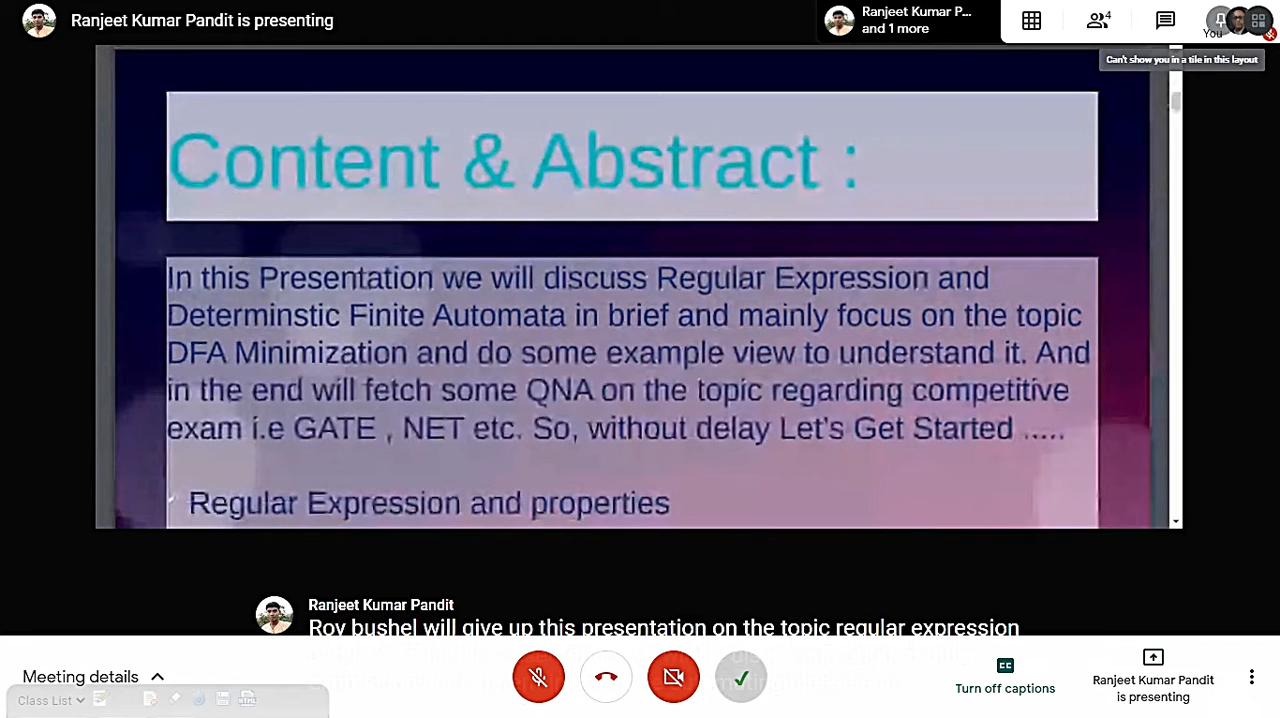 Ranjeet Kumar Pandit is presenting
Ranjeet Kumar P...
and 1 more
4
You
Can't show you in a tile in this layout
Content & Abstract :
In this Presentation we will discuss Regular Expression and
Determinstic Finite Automata in brief and mainly focus on the topic
DFA Minimization and do some example view to understand it. And
in the end will fetch some QNA on the topic regarding competitive
exam i.e GATE , NET etc. So, without delay Let's Get Started .....
Regular Expression and properties
Ranjeet Kumar Pandit
Roy bushel will give up this presentation on the topic regular expression
Meeting details
Turn off captions
Ranjeet Kumar Pandit
is presenting
Class List